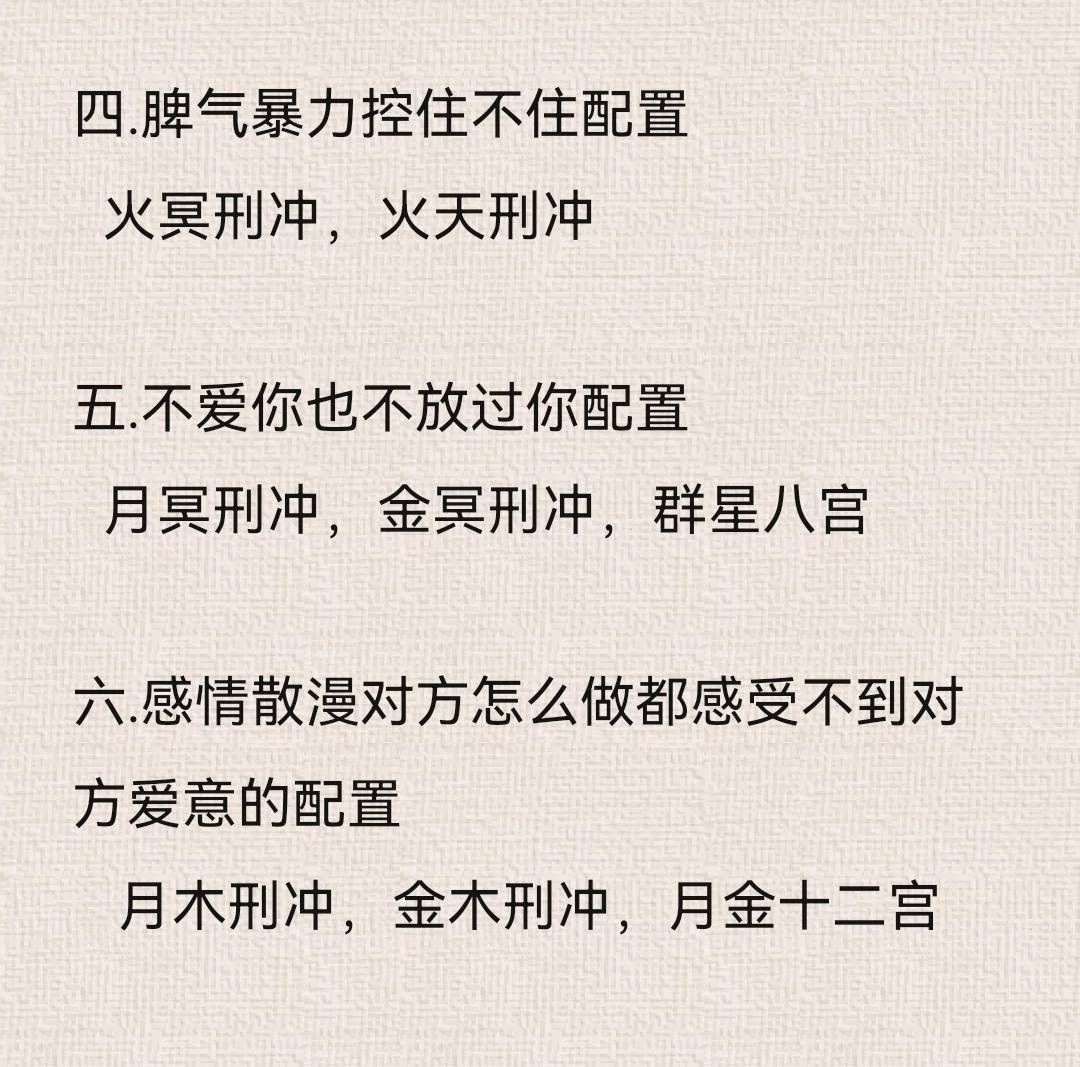 四.脾气暴力控住不住配置
火冥刑冲，火天刑冲
五.不爱你也不放过你配置
月冥刑冲，金冥刑冲，群星八宫
六.感情散漫对方怎么做都感受不到对
方爱意的配置
月木刑冲，金木刑冲，月金十二宫